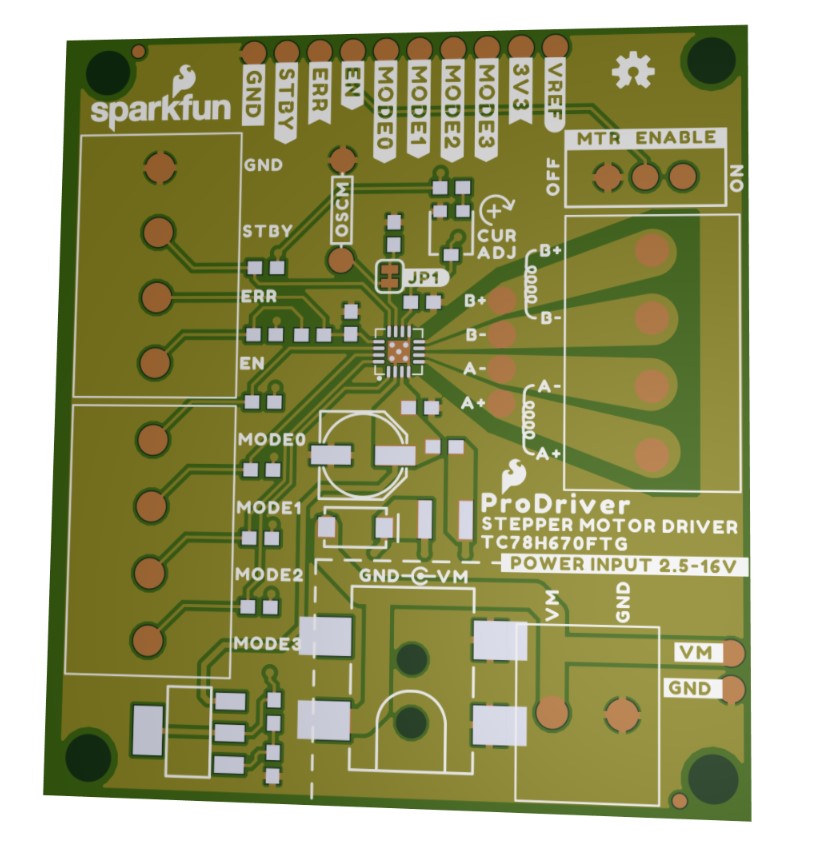 GND
STBY
ERR
EN
MODE0
MODE1
MODE2
MODE3
3V3
VREF
sparkfun
MTR ENABLE
OFF
ON
GND
OSCM
STBY
CUR
ADJ
B+
JP1
ERR
B+
B-
B-
EN
A-
A-
A+
MODE0
A+
ProDriver
MODE1
STEPPER MOTOR DRIVER
TC78H670FTG
POWER INPUT 2.5-16V
MODE2
GND-C-VM
VM
GND
MODE3
VM
GND